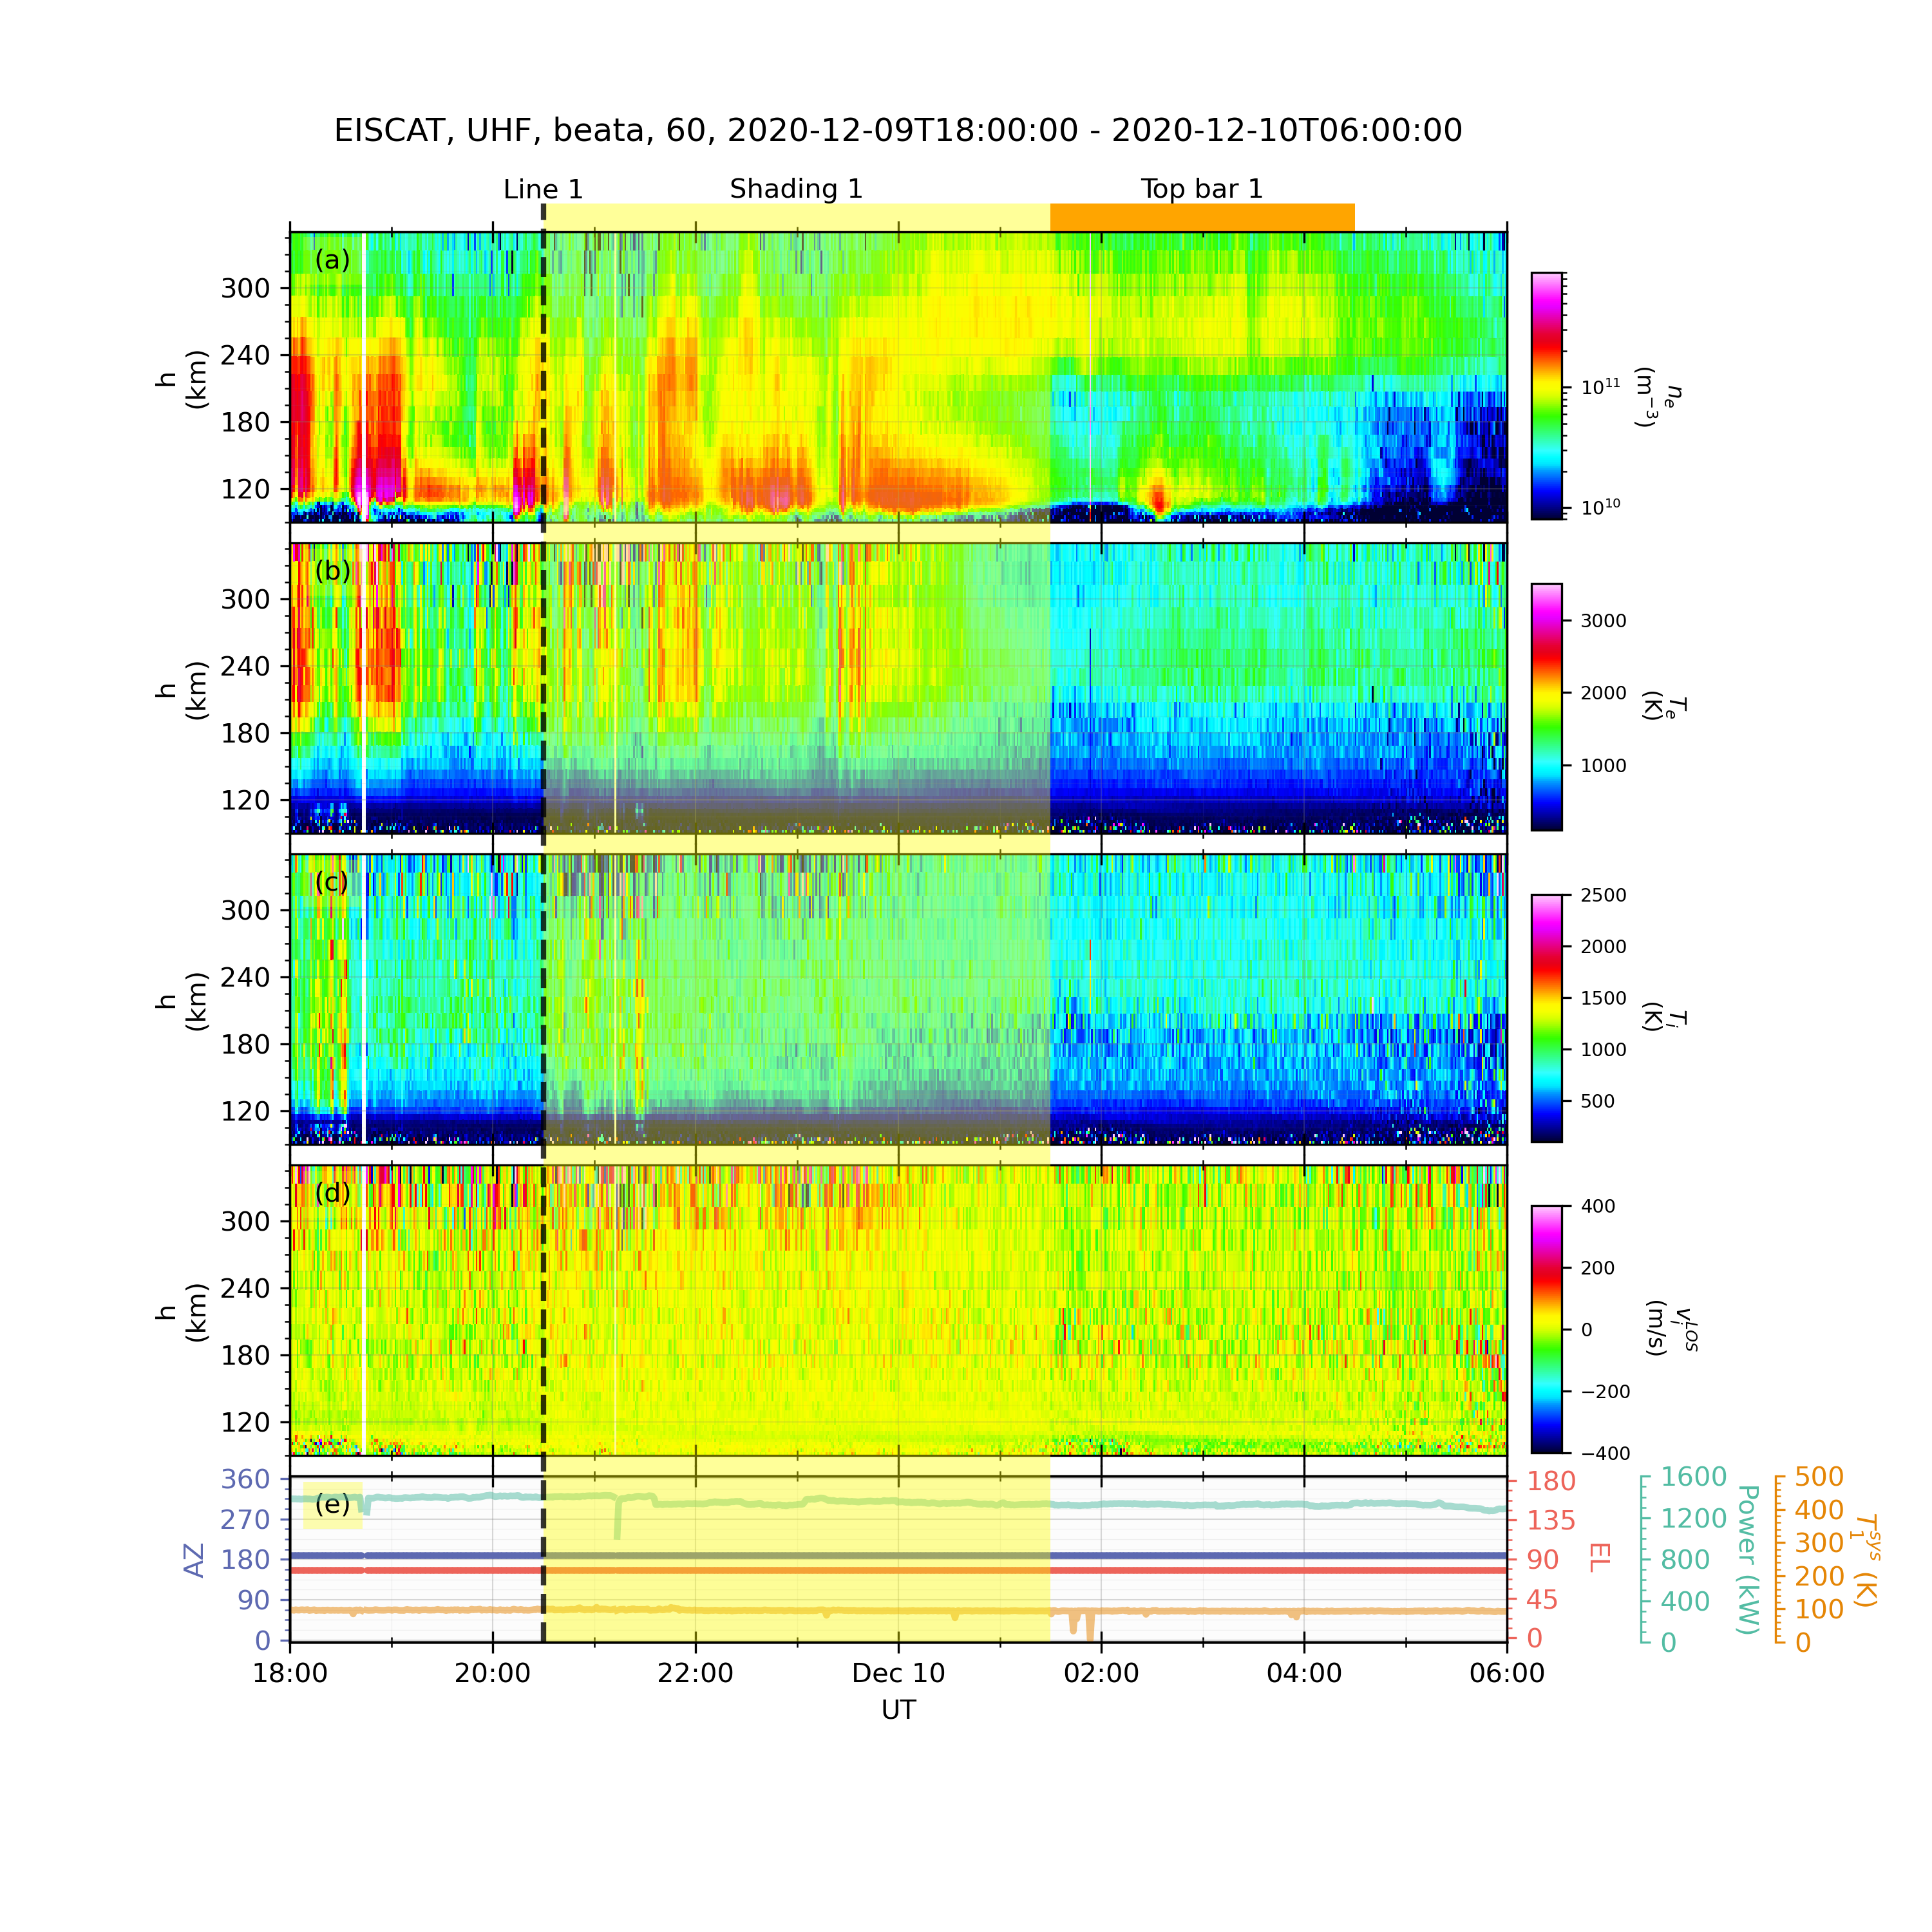 EISCAT, UHF, beata, 60, 2020-12-09T18:00:00 - 2020-12-10T06:00:00
Line 1
Shading 1
Top bar 1
(a)
300
240
180
120
h
(km)
10¹¹
10¹⁰
nₑ
(m⁻³)
(b)
300
240
180
120
h
(km)
3000
2000
1000
Tₑ
(K)
(c)
300
240
180
120
h
(km)
2500
2000
1500
1000
500
Tᵢ
(K)
(d)
300
240
180
120
h
(km)
400
200
0
−200
−400
vᵢᴸᴼˢ
(m/s)
(e)
360
270
180
90
0
AZ
180
135
90
45
0
EL
1600
1200
800
400
0
Power (kW)
500
400
300
200
100
0
T₁ˢʸˢ (K)
18:00
20:00
22:00
Dec 10
02:00
04:00
06:00
UT